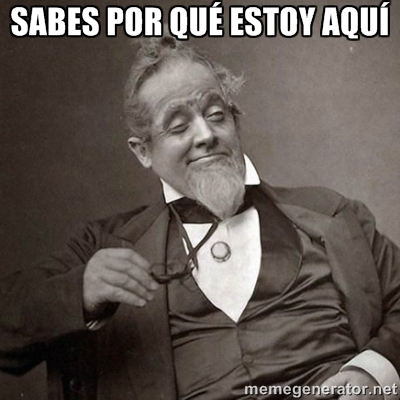 SABES POR QUÉ ESTOY AQUÍ
memegenerator.net